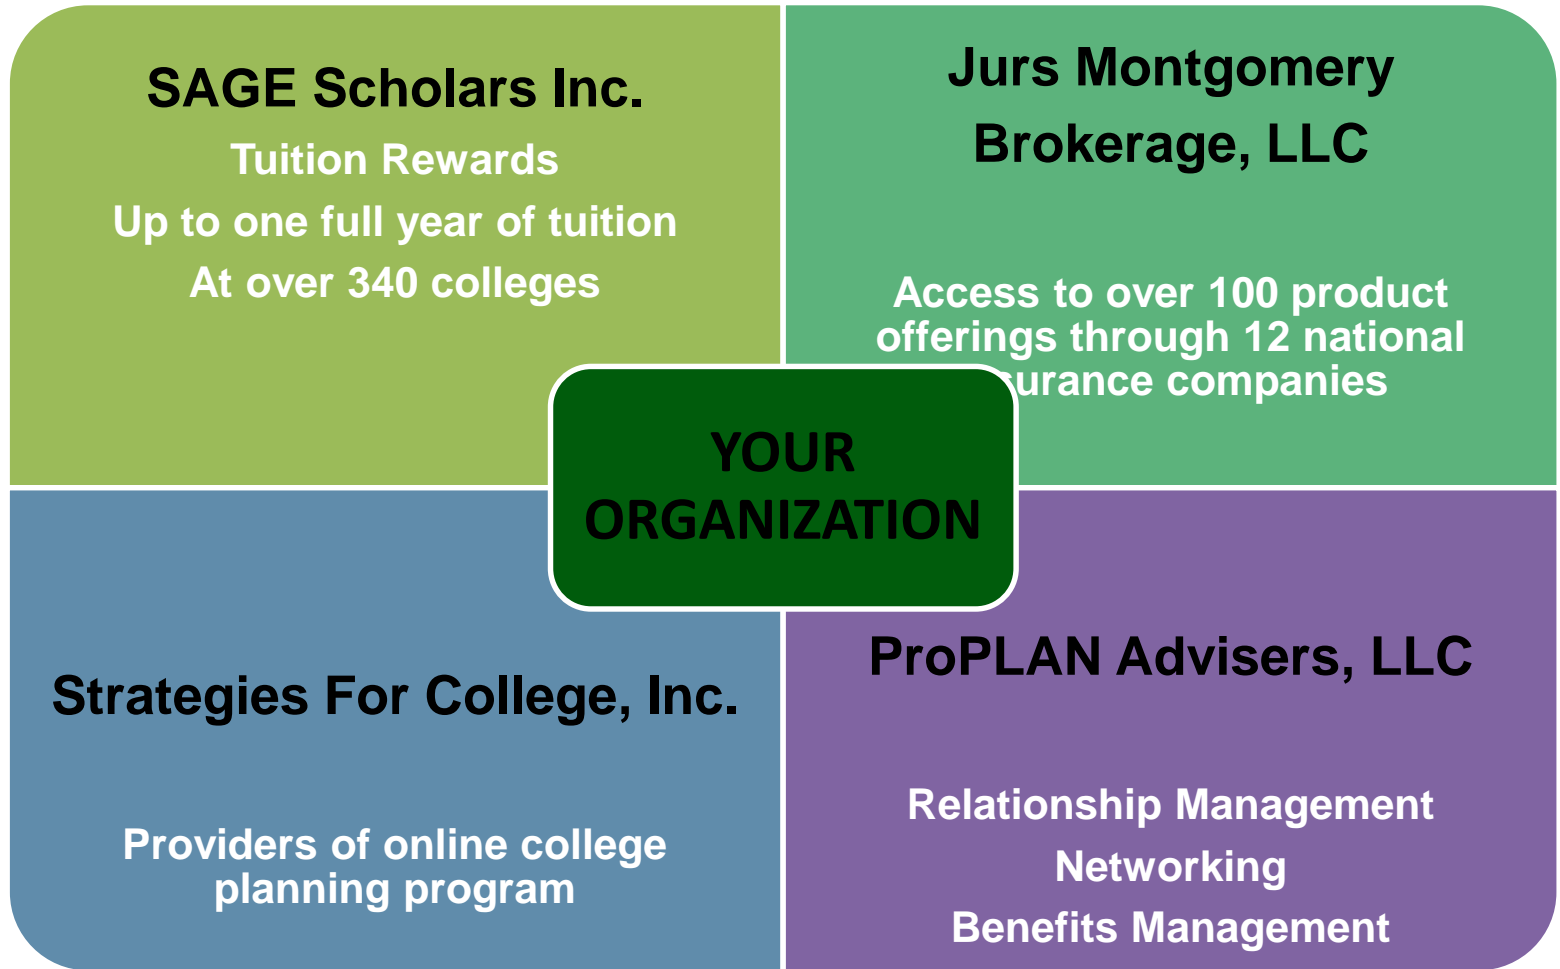 SAGE Scholars Inc.
Tuition Rewards
Up to one full year of tuition
At over 340 colleges
Jurs Montgomery
Brokerage, LLC
Access to over 100 product
offerings through 12 national
surance companies
YOUR
ORGANIZATION
Strategies For College, Inc.
Providers of online college
planning program
ProPLAN Advisers, LLC
Relationship Management
Networking
Benefits Management